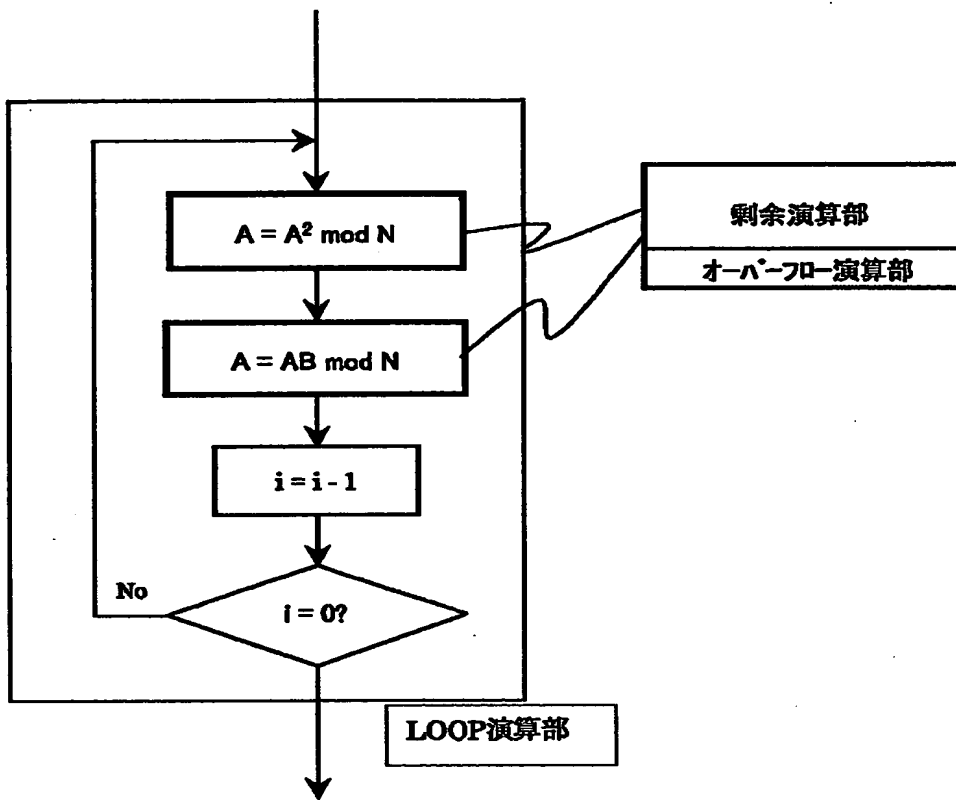 A = A² mod N
剰余演算部
オーバーフロー演算部
A = AB mod N
i = i - 1
No
i = 0?
LOOP演算部